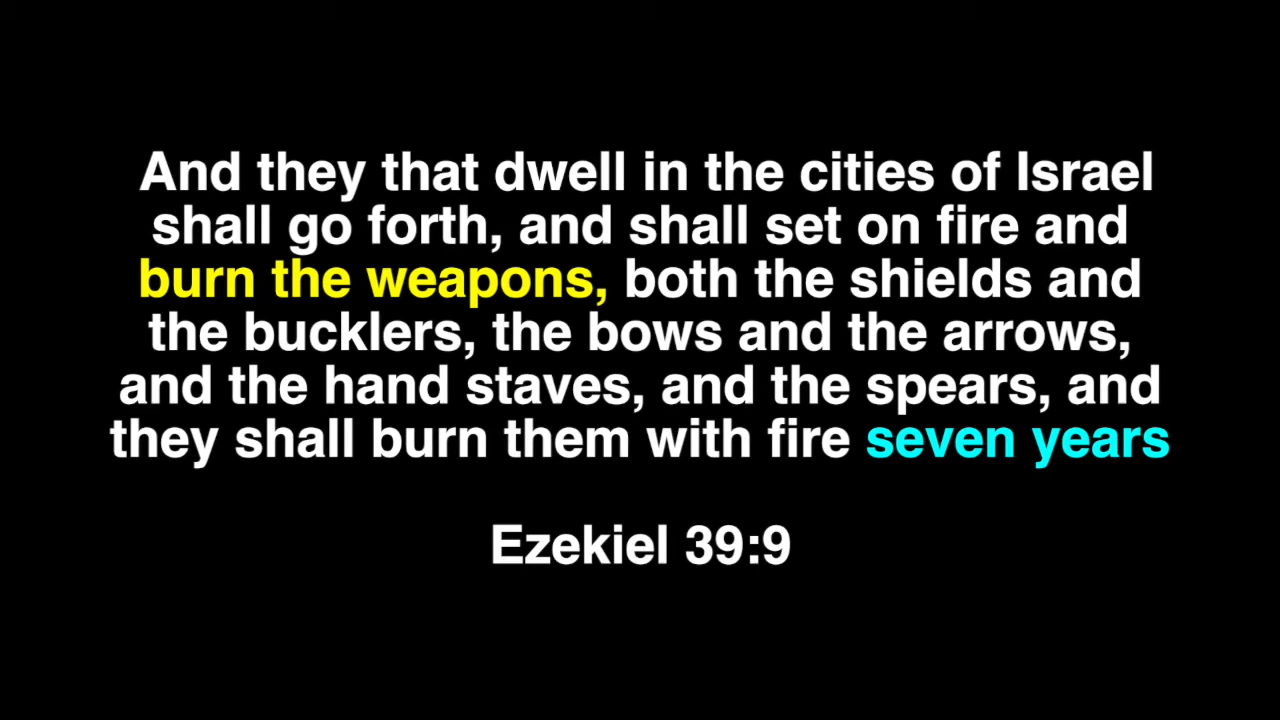 And they that dwell in the cities of Israel
shall go forth, and shall set on fire and
burn the weapons, both the shields and
the bucklers, the bows and the arrows,
and the hand staves, and the spears, and
they shall burn them with fire seven years
Ezekiel 39:9